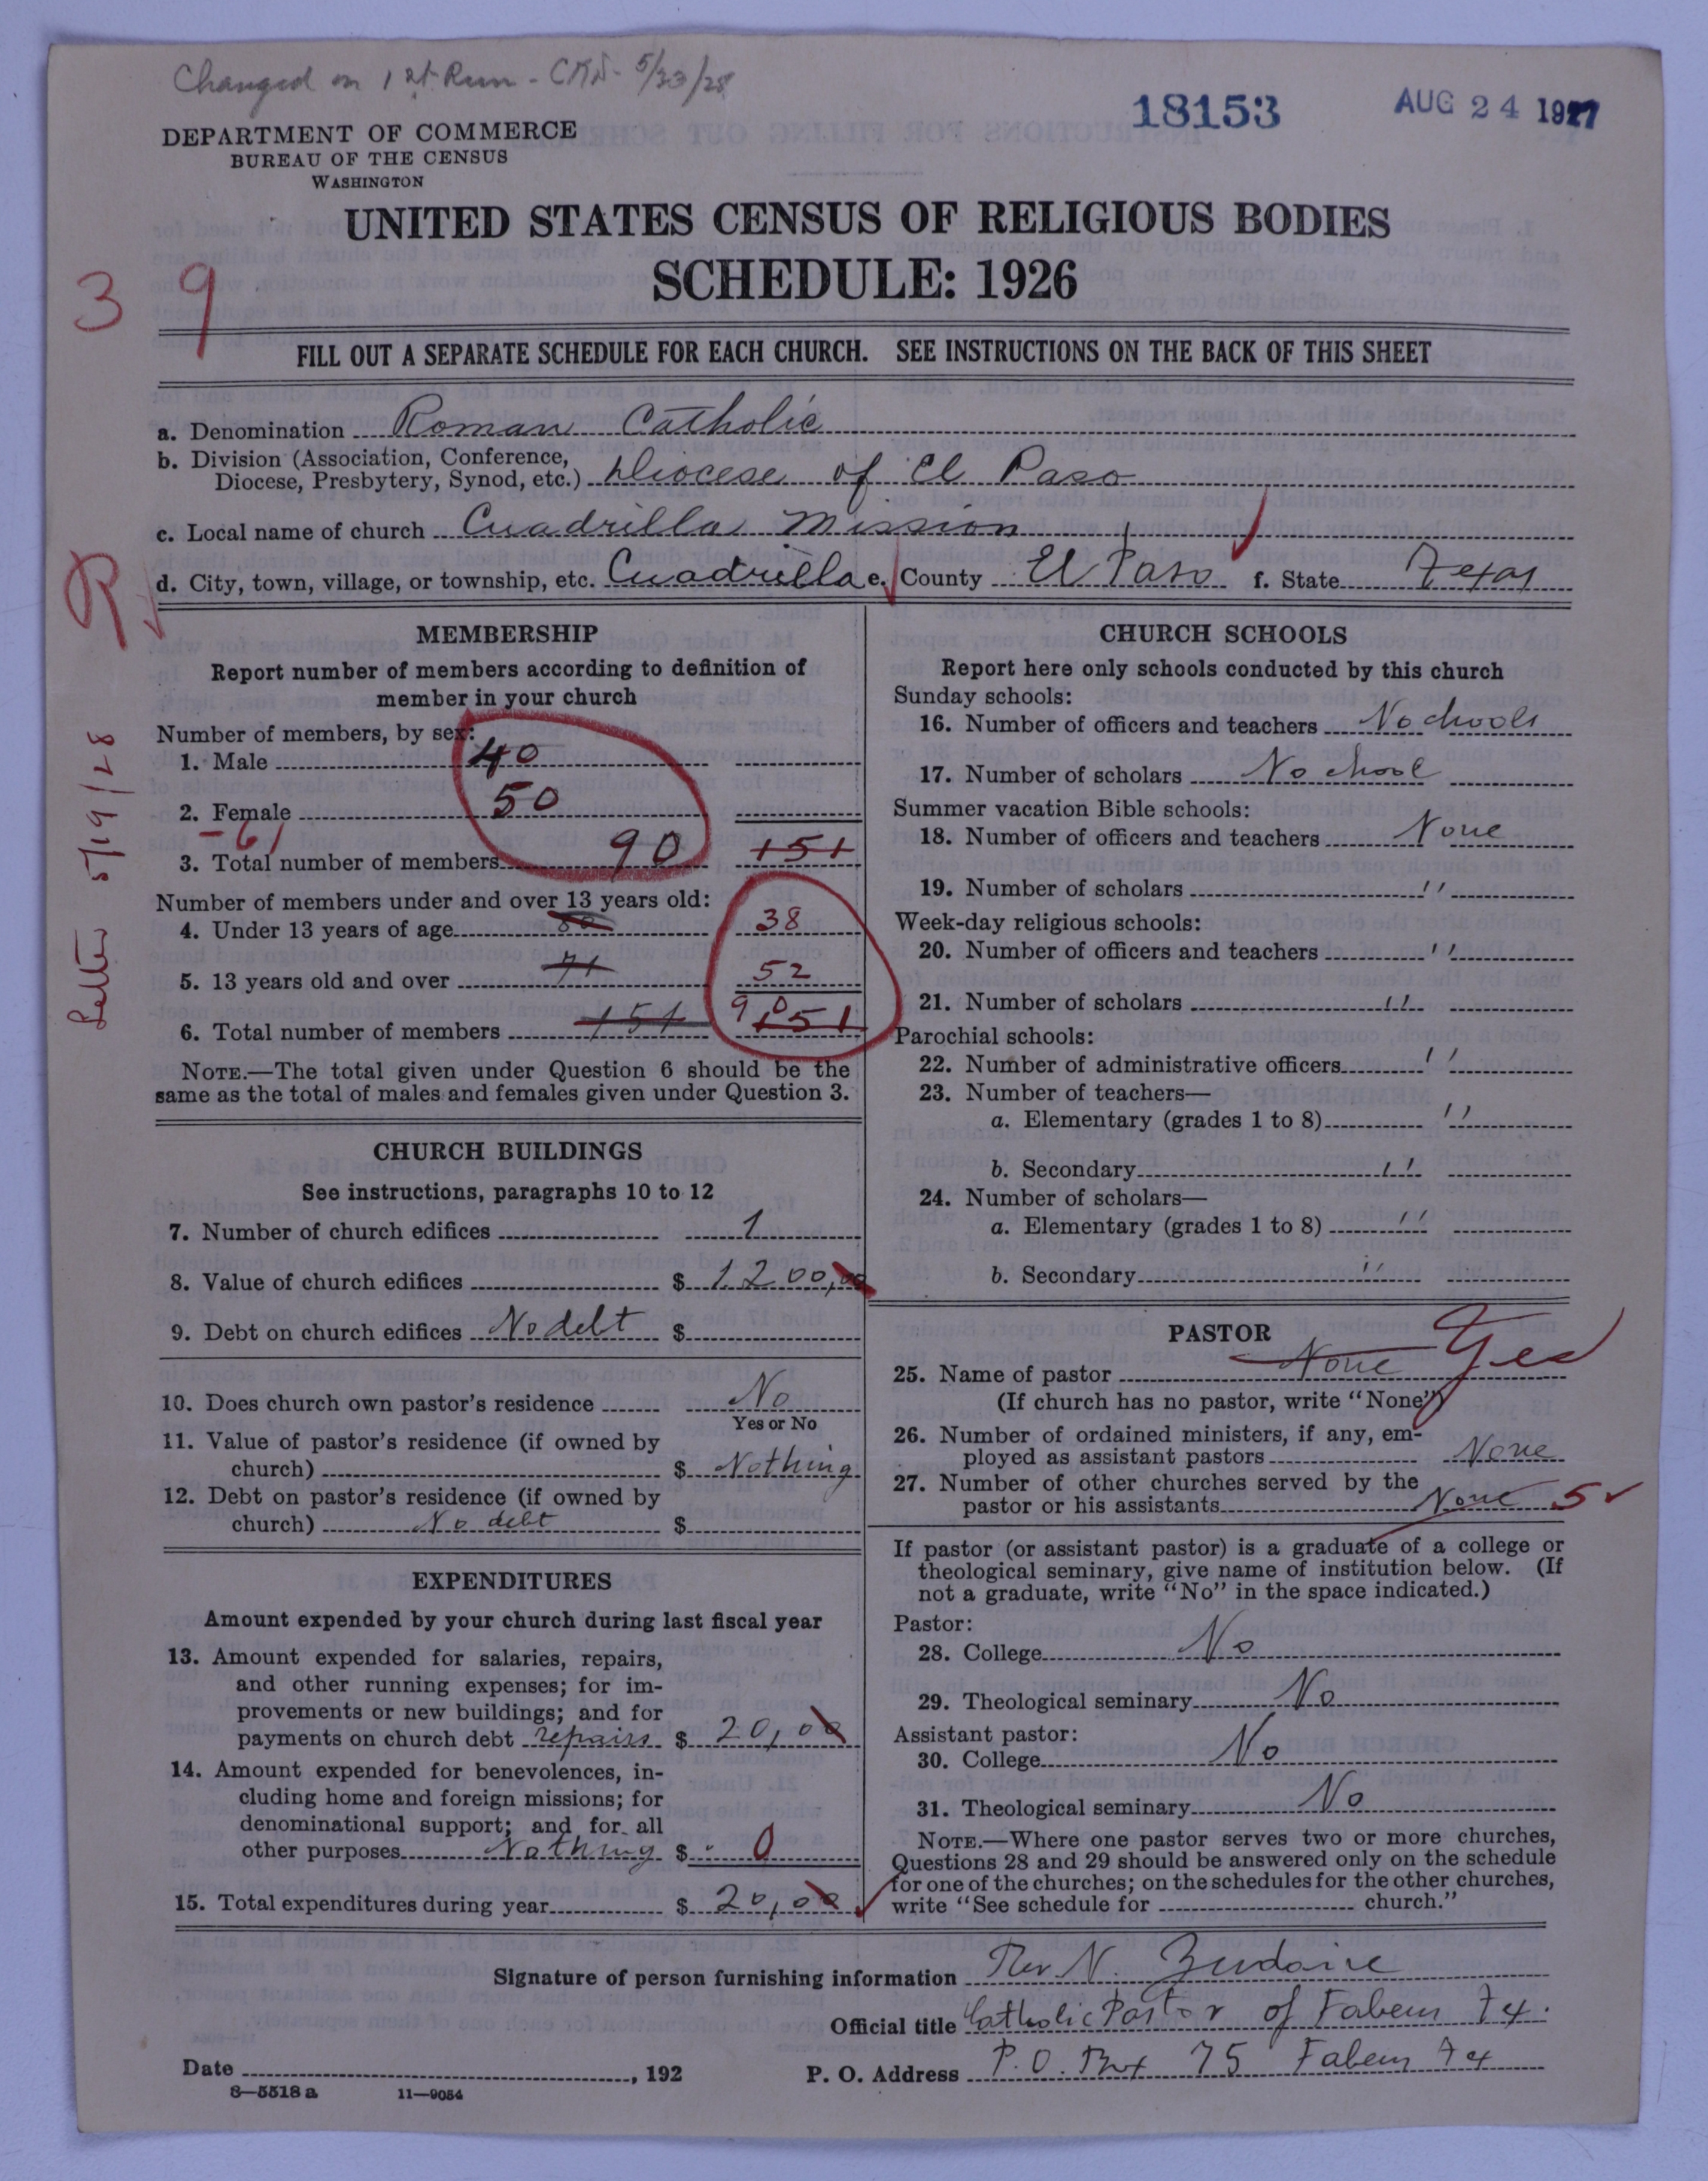 Changed on 1st Run - CMN - 5/23/28
18153
AUG 24 1927
DEPARTMENT OF COMMERCE
BUREAU OF THE CENSUS
WASHINGTON
UNITED STATES CENSUS OF RELIGIOUS BODIES
SCHEDULE: 1926
3 9
FILL OUT A SEPARATE SCHEDULE FOR EACH CHURCH. SEE INSTRUCTIONS ON THE BACK OF THIS SHEET
a. Denomination Roman Catholic
b. Division (Association, Conference,
Diocese, Presbytery, Synod, etc.) Diocese of El Paso
c. Local name of church Cuadrilla Mission
R
d. City, town, village, or township, etc. Cuadrilla e. County El Paso f. State Texas
Letter 5/19/28
MEMBERSHIP
Report number of members according to definition of
member in your church
Number of members, by sex:
1. Male 40
2. Female 50
-61
3. Total number of members 90 151
Number of members under and over 13 years old:
4. Under 13 years of age 80 38
5. 13 years old and over 71 52
6. Total number of members 151 90 151
NOTE.—The total given under Question 6 should be the
same as the total of males and females given under Question 3.
CHURCH BUILDINGS
See instructions, paragraphs 10 to 12
7. Number of church edifices 1
8. Value of church edifices $ 1200,00
9. Debt on church edifices No debt $
10. Does church own pastor's residence No
Yes or No
11. Value of pastor's residence (if owned by
church) $ Nothing
12. Debt on pastor's residence (if owned by
church) No debt $
EXPENDITURES
Amount expended by your church during last fiscal year
13. Amount expended for salaries, repairs,
and other running expenses; for im-
provements or new buildings; and for
payments on church debt repairs $ 20,00
14. Amount expended for benevolences, in-
cluding home and foreign missions; for
denominational support; and for all
other purposes Nothing $ " 0
15. Total expenditures during year $ 20,00
CHURCH SCHOOLS
Report here only schools conducted by this church
Sunday schools:
16. Number of officers and teachers No chools
17. Number of scholars No chool
Summer vacation Bible schools:
18. Number of officers and teachers None
19. Number of scholars "
Week-day religious schools:
20. Number of officers and teachers "
21. Number of scholars "
Parochial schools:
22. Number of administrative officers "
23. Number of teachers—
a. Elementary (grades 1 to 8) "
b. Secondary "
24. Number of scholars—
a. Elementary (grades 1 to 8) "
b. Secondary "
PASTOR
25. Name of pastor None Yes
(If church has no pastor, write "None")
26. Number of ordained ministers, if any, em-
ployed as assistant pastors None
27. Number of other churches served by the
pastor or his assistants None 5
If pastor (or assistant pastor) is a graduate of a college or
theological seminary, give name of institution below. (If
not a graduate, write "No" in the space indicated.)
Pastor:
28. College No
29. Theological seminary No
Assistant pastor:
30. College No
31. Theological seminary No
NOTE.—Where one pastor serves two or more churches,
Questions 28 and 29 should be answered only on the schedule
for one of the churches; on the schedules for the other churches,
write "See schedule for church."
Signature of person furnishing information Rev N.
Official title Catholic Pastor of Fabens Tx.
Date , 192 P. O. Address P.O. Box 75 Fabens Tx
8—5518 a 11—9054